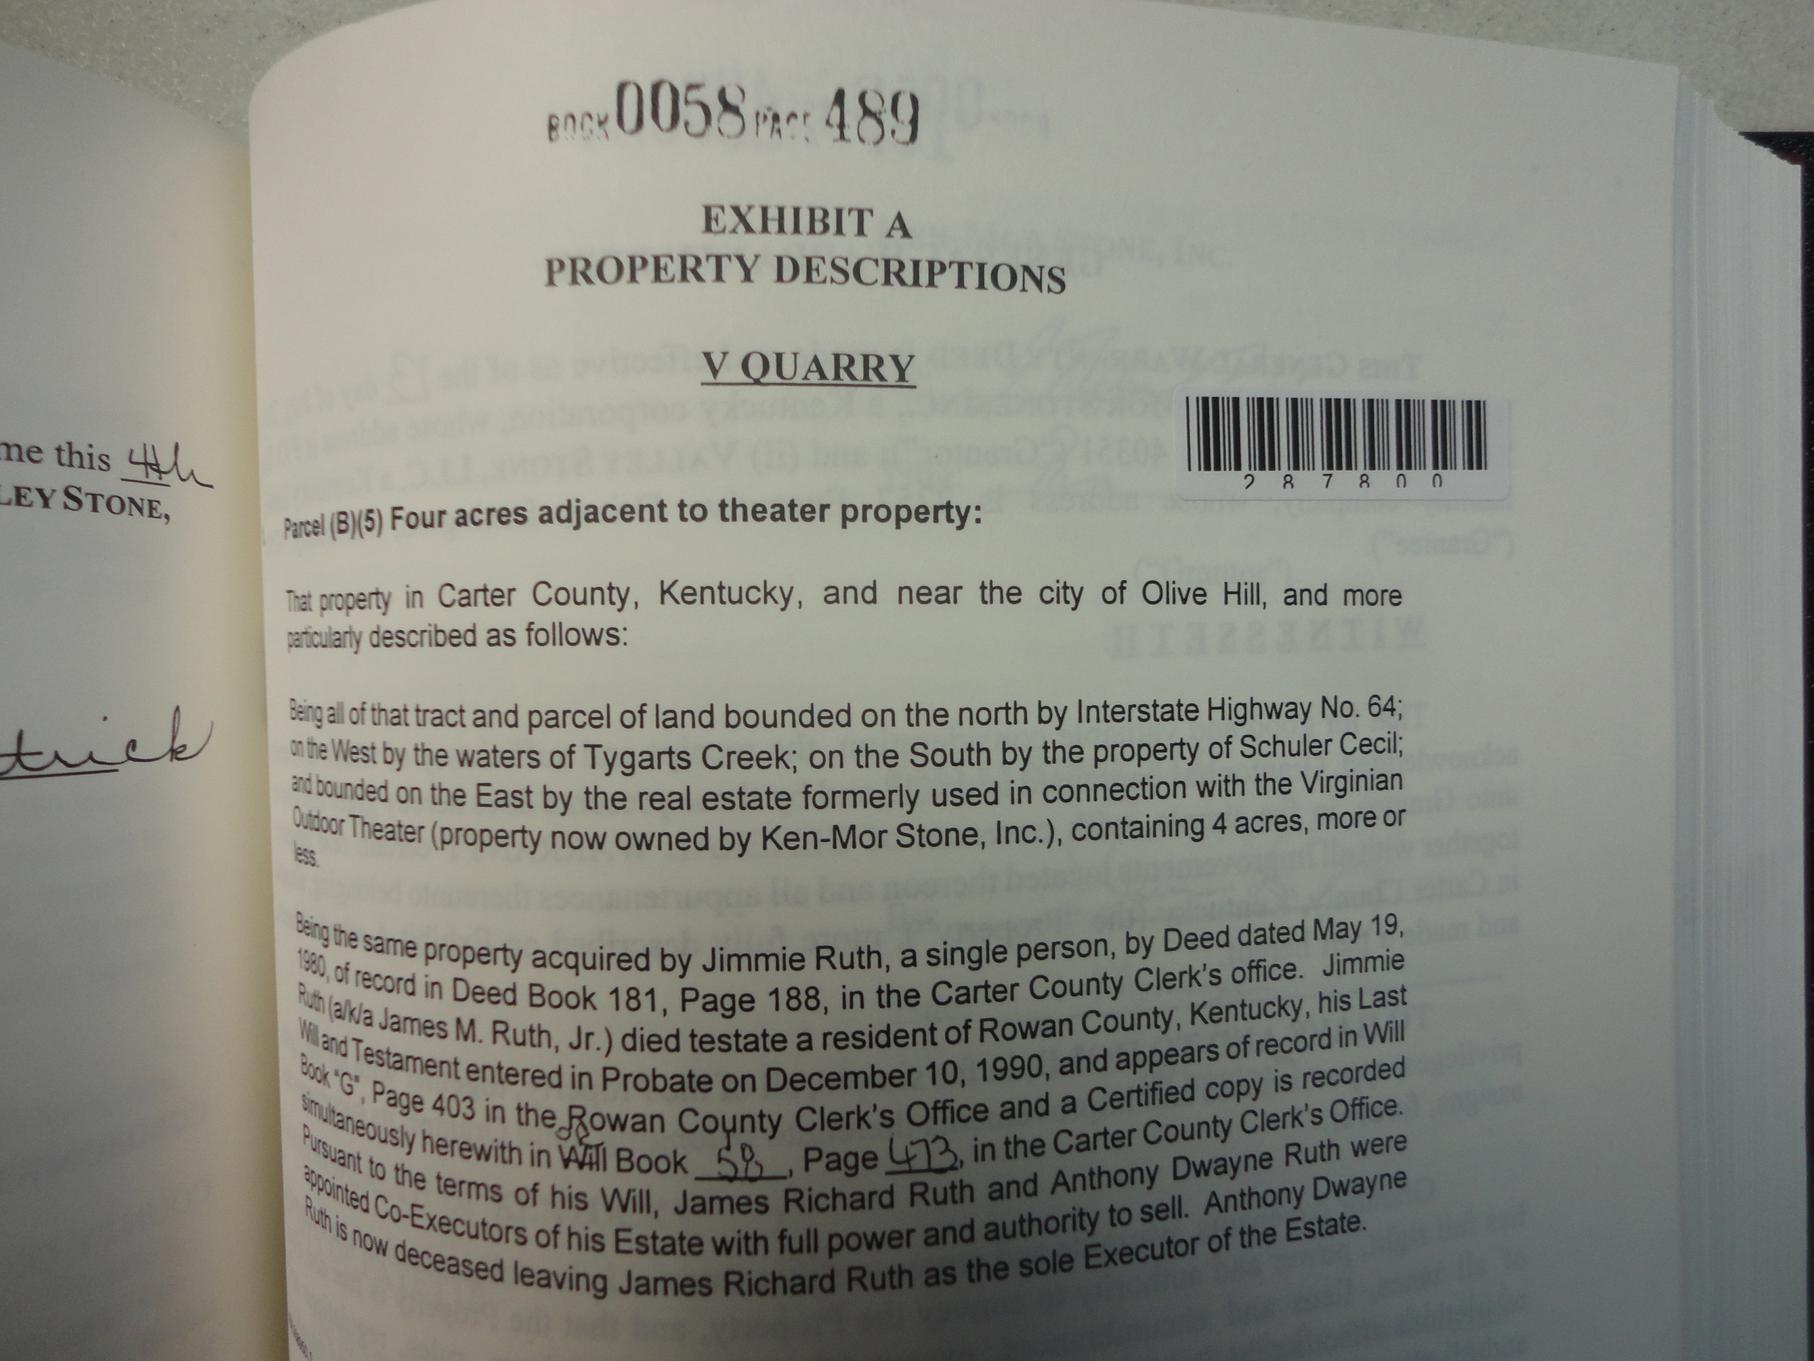 me this 4th
LEY STONE,
trick
BOOK 0058 PAGE 489
EXHIBIT A
PROPERTY DESCRIPTIONS
V QUARRY
287800
Parcel (B)(5) Four acres adjacent to theater property:
That property in Carter County, Kentucky, and near the city of Olive Hill, and more
particularly described as follows:
Being all of that tract and parcel of land bounded on the north by Interstate Highway No. 64;
on the West by the waters of Tygarts Creek; on the South by the property of Schuler Cecil;
and bounded on the East by the real estate formerly used in connection with the Virginian
Outdoor Theater (property now owned by Ken-Mor Stone, Inc.), containing 4 acres, more or
less.
Being the same property acquired by Jimmie Ruth, a single person, by Deed dated May 19,
1980, of record in Deed Book 181, Page 188, in the Carter County Clerk's office. Jimmie
Ruth (a/k/a James M. Ruth, Jr.) died testate a resident of Rowan County, Kentucky, his Last
Will and Testament entered in Probate on December 10, 1990, and appears of record in Will
Book "G", Page 403 in the Rowan County Clerk's Office and a Certified copy is recorded
simultaneously herewith in Will Book 58, Page 473, in the Carter County Clerk's Office.
Pursuant to the terms of his Will, James Richard Ruth and Anthony Dwayne Ruth were
appointed Co-Executors of his Estate with full power and authority to sell. Anthony Dwayne
Ruth is now deceased leaving James Richard Ruth as the sole Executor of the Estate.